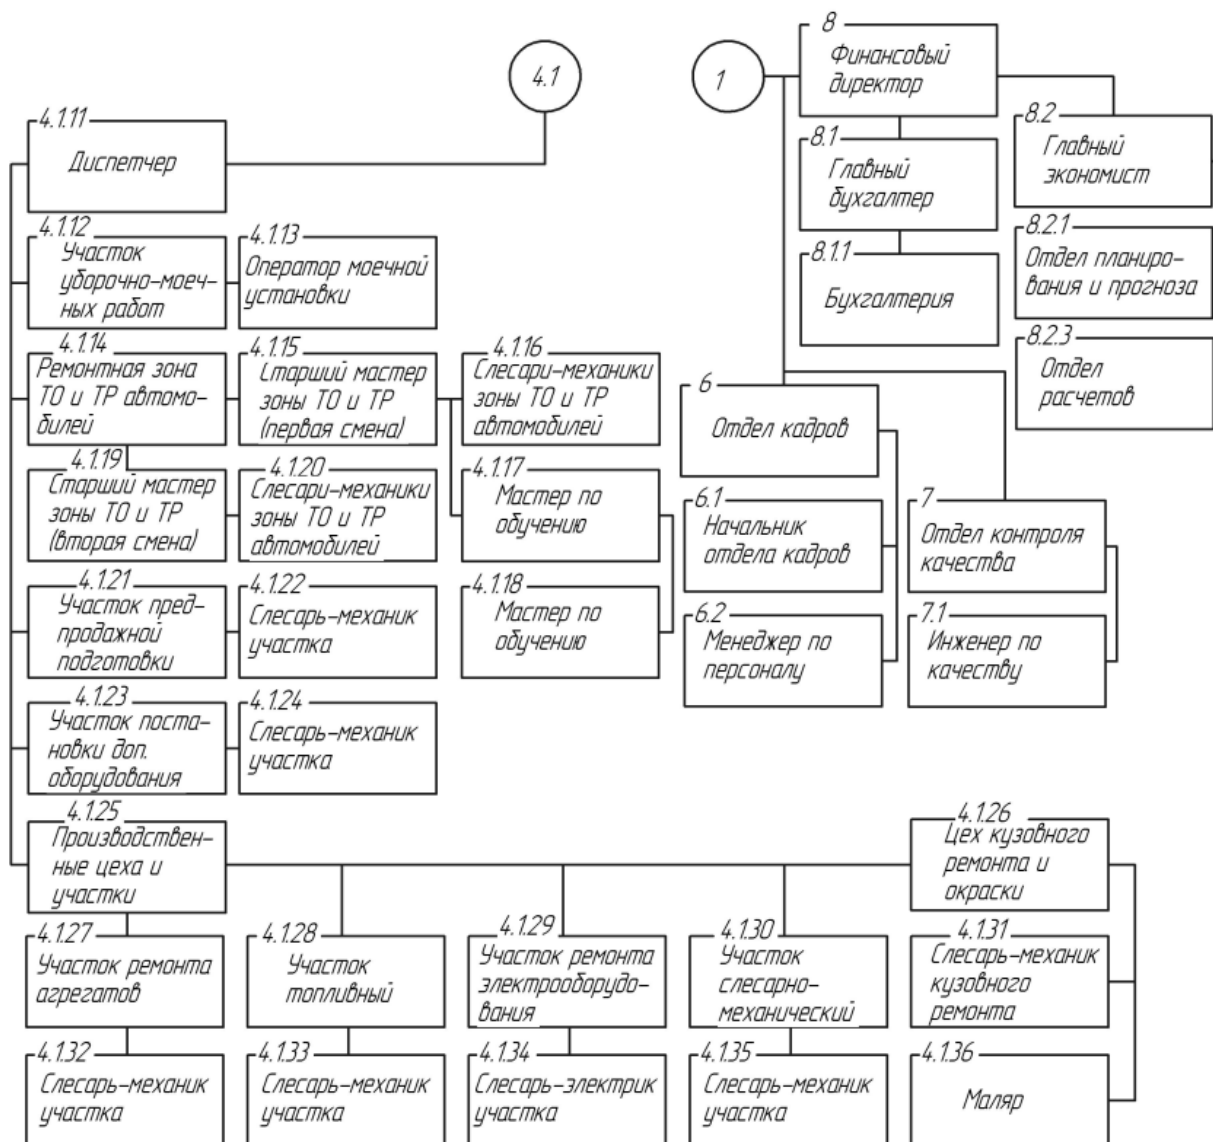 4.1
1
8
Финансовый
директор
4.1.11
Диспетчер
8.1
Главный
бухгалтер
8.2
Главный
экономист
4.1.12
Участок
уборочно-моеч-
ных работ
4.1.13
Оператор моечной
установки
8.1.1
Бухгалтерия
8.2.1
Отдел планиро-
вания и прогноза
4.1.14
Ремонтная зона
ТО и ТР автомо-
билей
4.1.15
Старший мастер
зоны ТО и ТР
(первая смена)
4.1.16
Слесари-механики
зоны ТО и ТР
автомобилей
6
Отдел кадров
8.2.3
Отдел
расчетов
4.1.19
Старший мастер
зоны ТО и ТР
(вторая смена)
4.1.20
Слесари-механики
зоны ТО и ТР
автомобилей
4.1.17
Мастер по
обучению
6.1
Начальник
отдела кадров
7
Отдел контроля
качества
4.1.21
Участок пред-
продажной
подготовки
4.1.22
Слесарь-механик
участка
4.1.18
Мастер по
обучению
6.2
Менеджер по
персоналу
7.1
Инженер по
качеству
4.1.23
Участок поста-
новки доп.
оборудования
4.1.24
Слесарь-механик
участка
4.1.25
Производствен-
ные цеха и
участки
4.1.26
Цех кузовного
ремонта и
окраски
4.1.27
Участок ремонта
агрегатов
4.1.28
Участок
топливный
4.1.29
Участок ремонта
электрооборудо-
вания
4.1.30
Участок
слесарно-
механический
4.1.31
Слесарь-механик
кузовного
ремонта
4.1.32
Слесарь-механик
участка
4.1.33
Слесарь-механик
участка
4.1.34
Слесарь-электрик
участка
4.1.35
Слесарь-механик
участка
4.1.36
Маляр